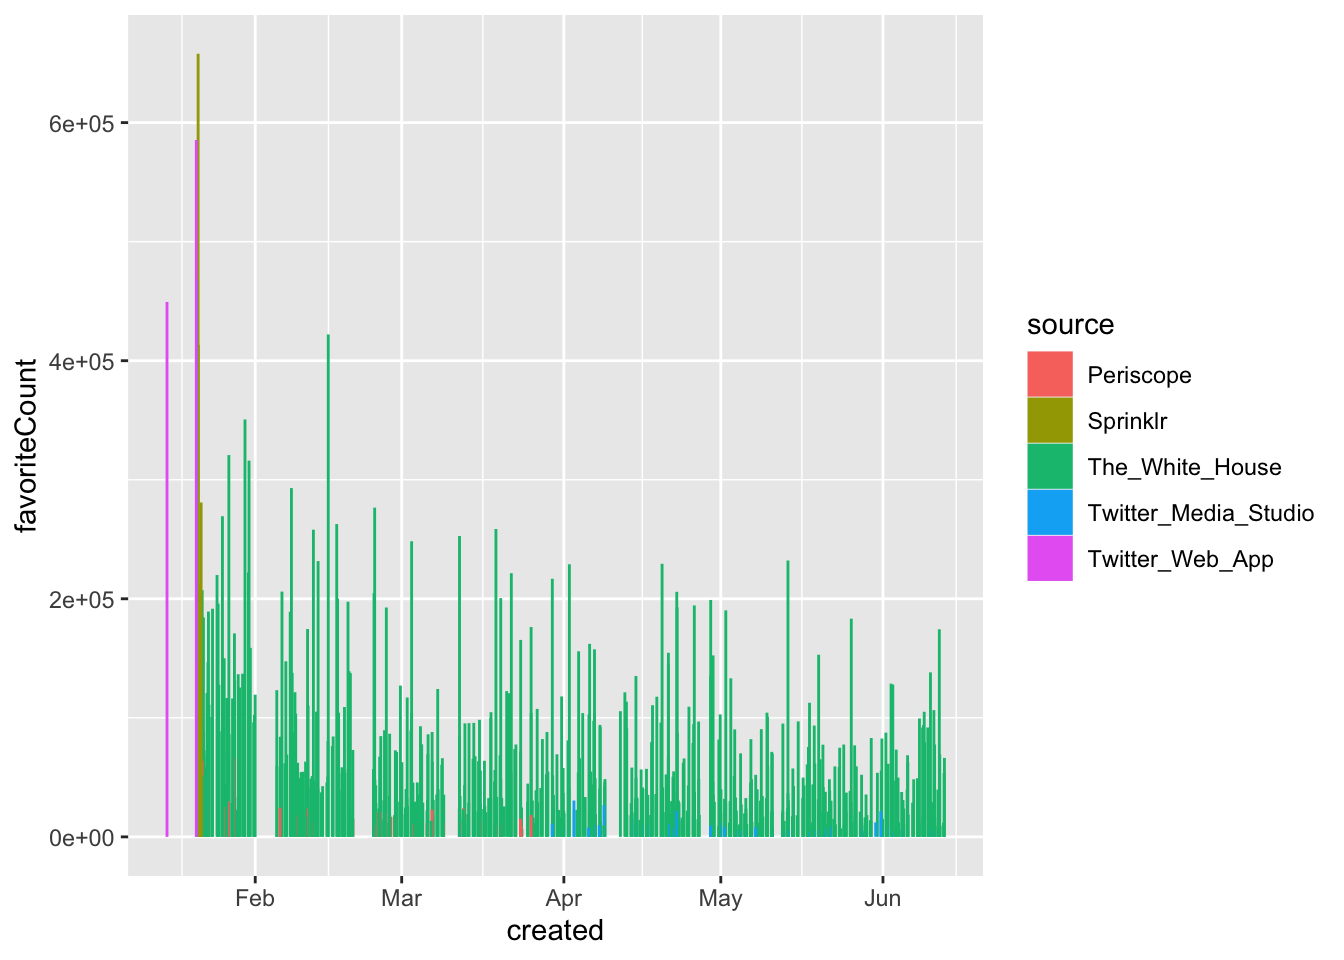 6e+05
4e+05
2e+05
0e+00
favoriteCount
Feb
Mar
Apr
May
Jun
created
source
Periscope
Sprinklr
The_White_House
Twitter_Media_Studio
Twitter_Web_App